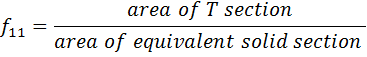 f₁₁ = area of T section / area of equivalent solid section